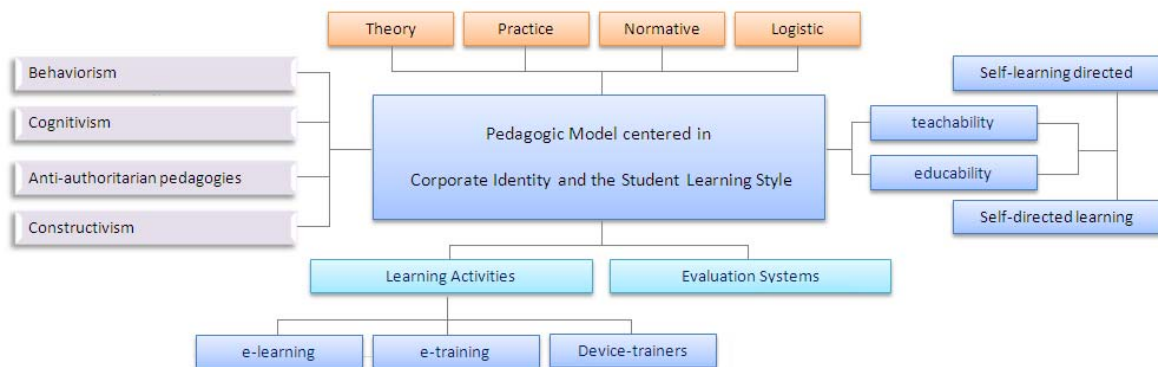 Theory
Practice
Normative
Logistic
Behaviorism
Cognitivism
Anti-authoritarian pedagogies
Constructivism
Pedagogic Model centered in
Corporate Identity and the Student Learning Style
Self-learning directed
teachability
educability
Self-directed learning
Learning Activities
Evaluation Systems
e-learning
e-training
Device-trainers